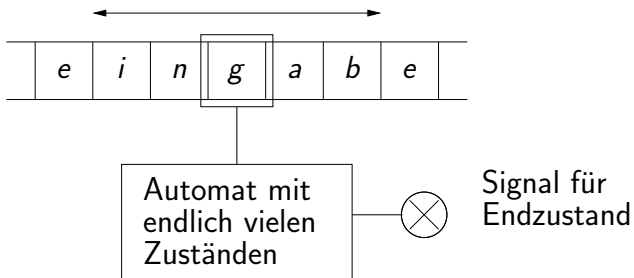 e i n g a b e
Automat mit
endlich vielen
Zuständen
Signal für
Endzustand